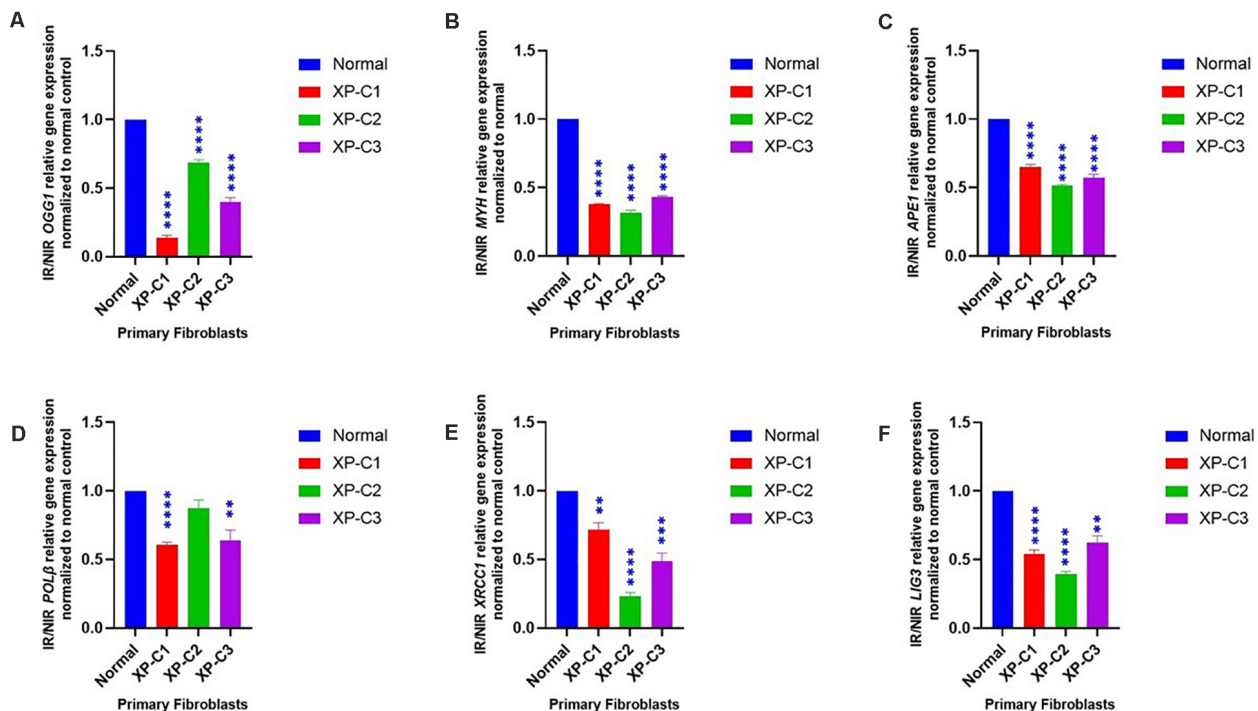 A
IR/NIR OGG1 relative gene expression
normalized to normal control
1.5
1.0
0.5
0.0
****
****
****
Normal
XP-C1
XP-C2
XP-C3
Primary Fibroblasts
Normal
XP-C1
XP-C2
XP-C3
B
IR/NIR MYH relative gene expression
normalized to normal
1.5
1.0
0.5
0.0
****
****
****
Normal
XP-C1
XP-C2
XP-C3
Primary Fibroblasts
Normal
XP-C1
XP-C2
XP-C3
C
IR/NIR APE1 relative gene expression
normalized to normal control
1.5
1.0
0.5
0.0
****
****
****
Normal
XP-C1
XP-C2
XP-C3
Primary Fibroblasts
Normal
XP-C1
XP-C2
XP-C3
D
IR/NIR POLβ relative gene expression
normalized to normal control
1.5
1.0
0.5
0.0
****
**
Normal
XP-C1
XP-C2
XP-C3
Primary Fibroblasts
Normal
XP-C1
XP-C2
XP-C3
E
IR/NIR XRCC1 relative gene expression
normalized to normal control
1.5
1.0
0.5
0.0
**
****
***
Normal
XP-C1
XP-C2
XP-C3
Primary Fibroblasts
Normal
XP-C1
XP-C2
XP-C3
F
IR/NIR LIG3 relative gene expression
normalized to normal control
1.5
1.0
0.5
0.0
****
****
**
Normal
XP-C1
XP-C2
XP-C3
Primary Fibroblasts
Normal
XP-C1
XP-C2
XP-C3